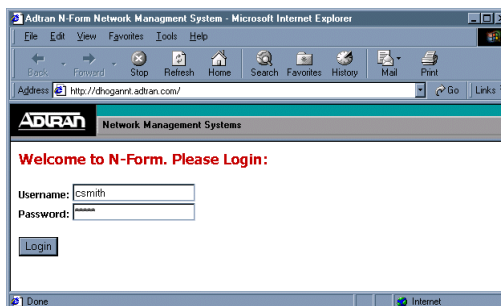 Adtran N-Form Network Managment System - Microsoft Internet Explorer
File Edit View Favorites Tools Help
Back Forward Stop Refresh Home Search Favorites History Mail Print
Address http://dhogannt.adtran.com/ Go Links
ADTRAN Network Management Systems
Welcome to N-Form. Please Login:
Username: csmith
Password: *****
Login
Done Internet